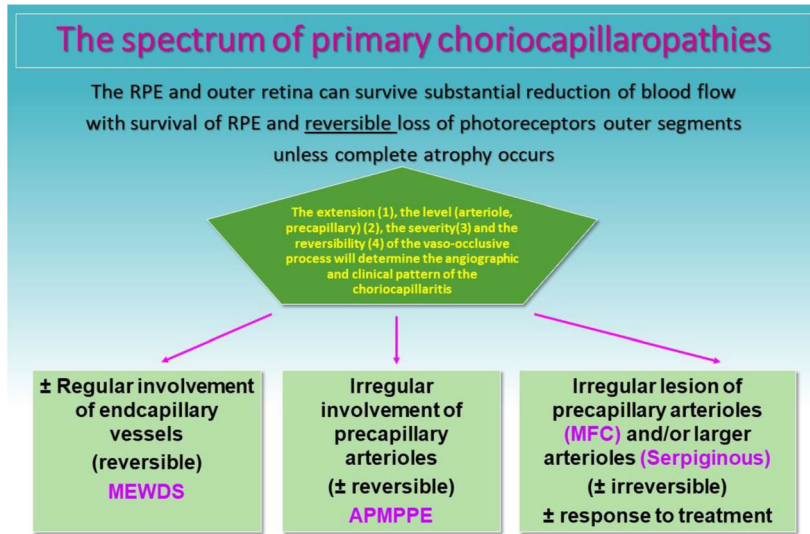 The spectrum of primary choriocapillaropathies
The RPE and outer retina can survive substantial reduction of blood flow
with survival of RPE and reversible loss of photoreceptors outer segments
unless complete atrophy occurs
The extension (1), the level (arteriole,
precapillary) (2), the severity(3) and the
reversibility (4) of the vaso-occlusive
process will determine the angiographic
and clinical pattern of the
choriocapillaritis
± Regular involvement
of endcapillary
vessels
(reversible)
MEWDS
Irregular
involvement of
precapillary
arterioles
(± reversible)
APMPPE
Irregular lesion of
precapillary arterioles
(MFC) and/or larger
arterioles (Serpiginous)
(± irreversible)
± response to treatment